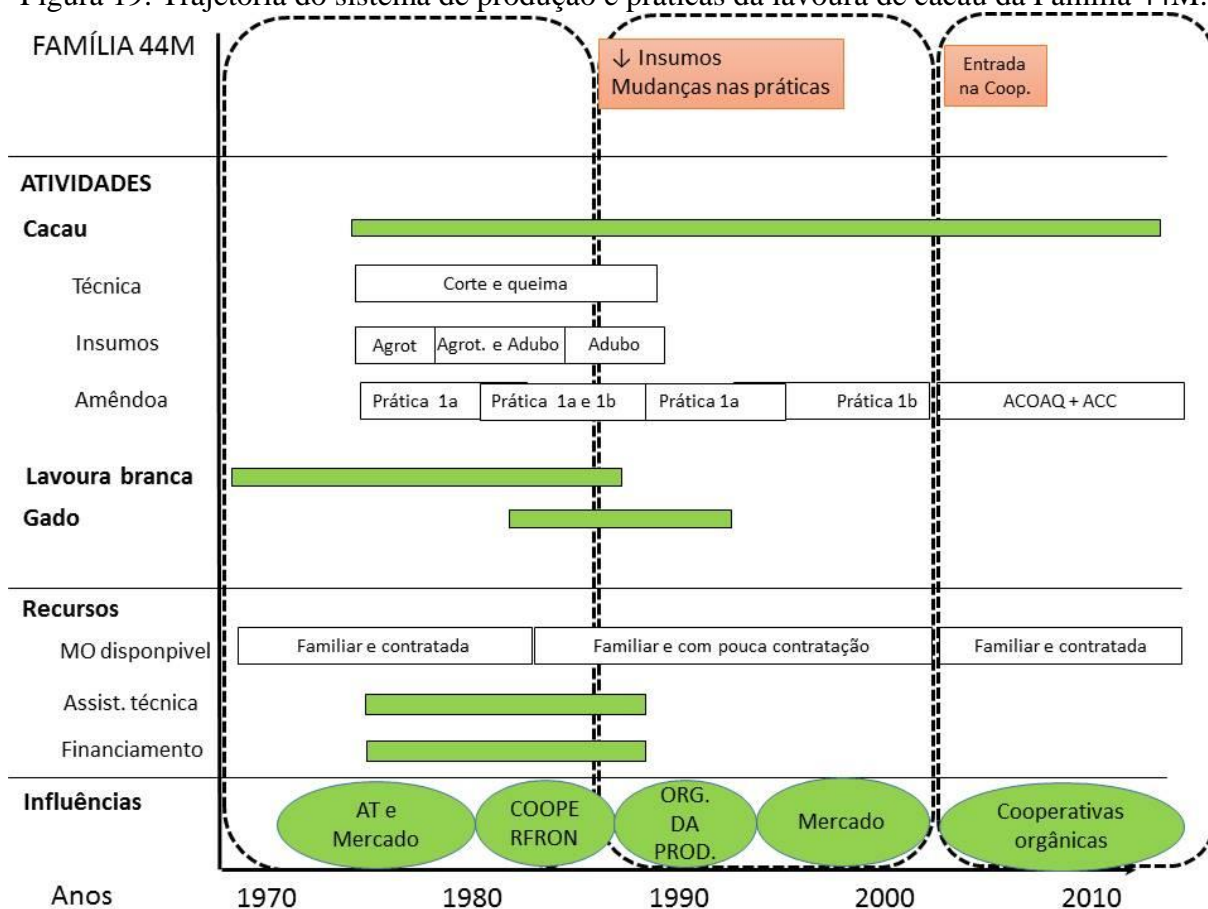 Figura 19. Trajetória do sistema de produção e práticas da lavoura de cacau da Família 44M.
FAMÍLIA 44M
↓ Insumos
Mudanças nas práticas
Entrada
na Coop.
ATIVIDADES
Cacau
Técnica
Corte e queima
Insumos
Agrot
Agrot. e Adubo
Adubo
Amêndoa
Prática 1a
Prática 1a e 1b
Prática 1a
Prática 1b
ACOAQ + ACC
Lavoura branca
Gado
Recursos
MO disponpivel
Familiar e contratada
Familiar e com pouca contratação
Familiar e contratada
Assist. técnica
Financiamento
Influências
AT e
Mercado
COOPE
RFRON
ORG.
DA
PROD.
Mercado
Cooperativas
orgânicas
Anos
1970
1980
1990
2000
2010